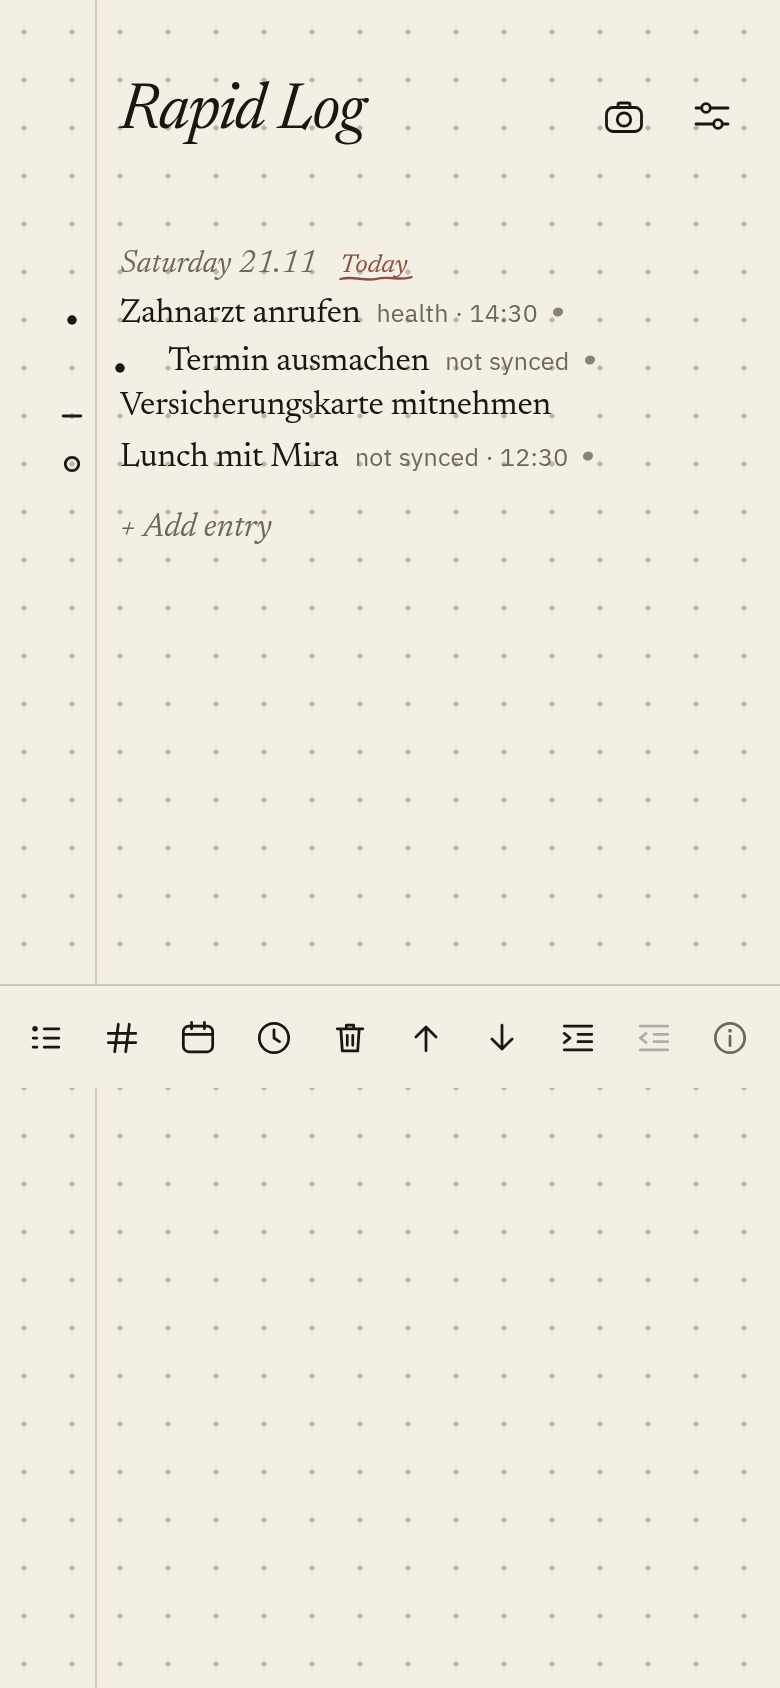 Rapid Log
Saturday 21.11 Today
• Zahnarzt anrufen health · 14:30
• Termin ausmachen not synced
– Versicherungskarte mitnehmen
○ Lunch mit Mira not synced · 12:30
+ Add entry